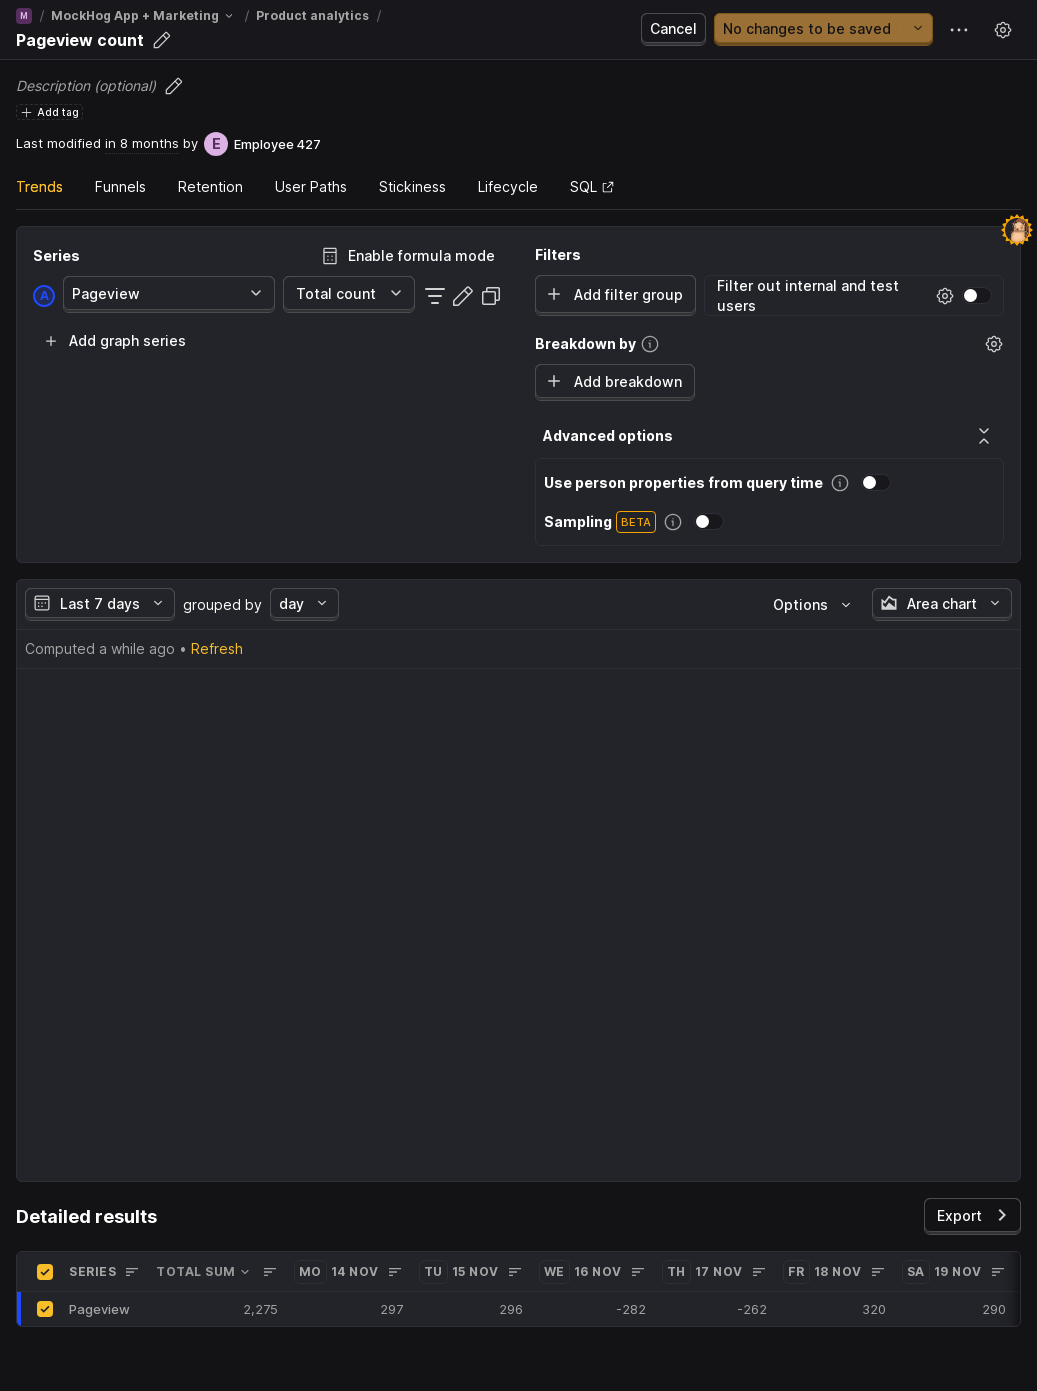 M / MockHog App + Marketing / Product analytics /
Pageview count
Cancel
No changes to be saved
Description (optional)
Add tag
Last modified in 8 months by E Employee 427
Trends Funnels Retention User Paths Stickiness Lifecycle SQL
Series
Enable formula mode
A Pageview Total count
Add graph series
Filters
Add filter group
Filter out internal and test
users
Breakdown by
Add breakdown
Advanced options
Use person properties from query time
Sampling BETA
Last 7 days grouped by day Options Area chart
Computed a while ago • Refresh
Detailed results
Export
SERIES TOTAL SUM MO 14 NOV TU 15 NOV WE 16 NOV TH 17 NOV FR 18 NOV SA 19 NOV
Pageview 2,275 297 296 -282 -262 320 290